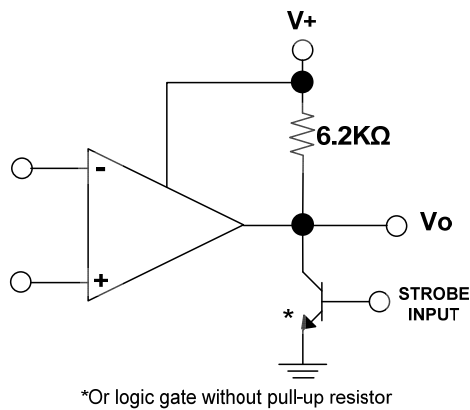 V+
6.2KΩ
-
Vo
+
*
STROBE
INPUT
*Or logic gate without pull-up resistor